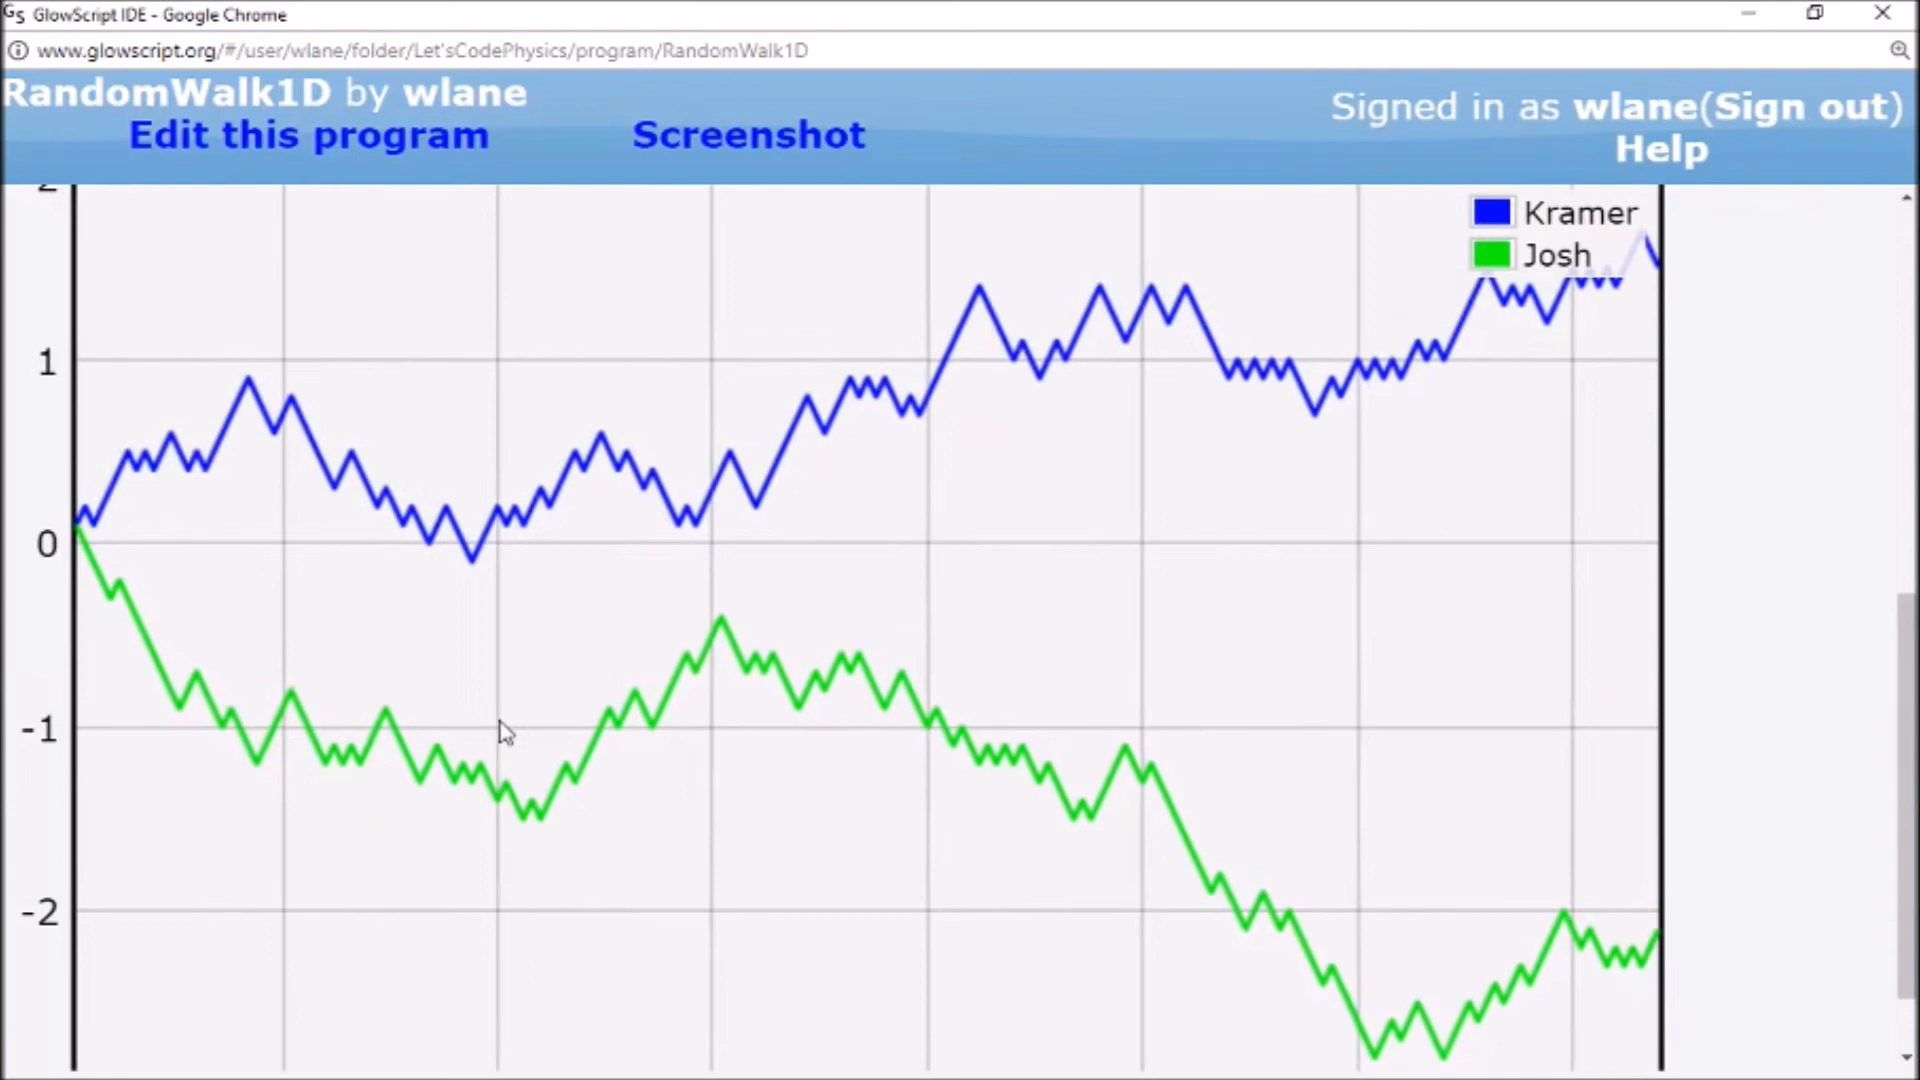 GlowScript IDE - Google Chrome
www.glowscript.org/#/user/wlane/folder/Let'sCodePhysics/program/RandomWalk1D
RandomWalk1D by wlane
Edit this program Screenshot
Signed in as wlane(Sign out)
Help
2
Kramer
Josh
1
0
-1
-2